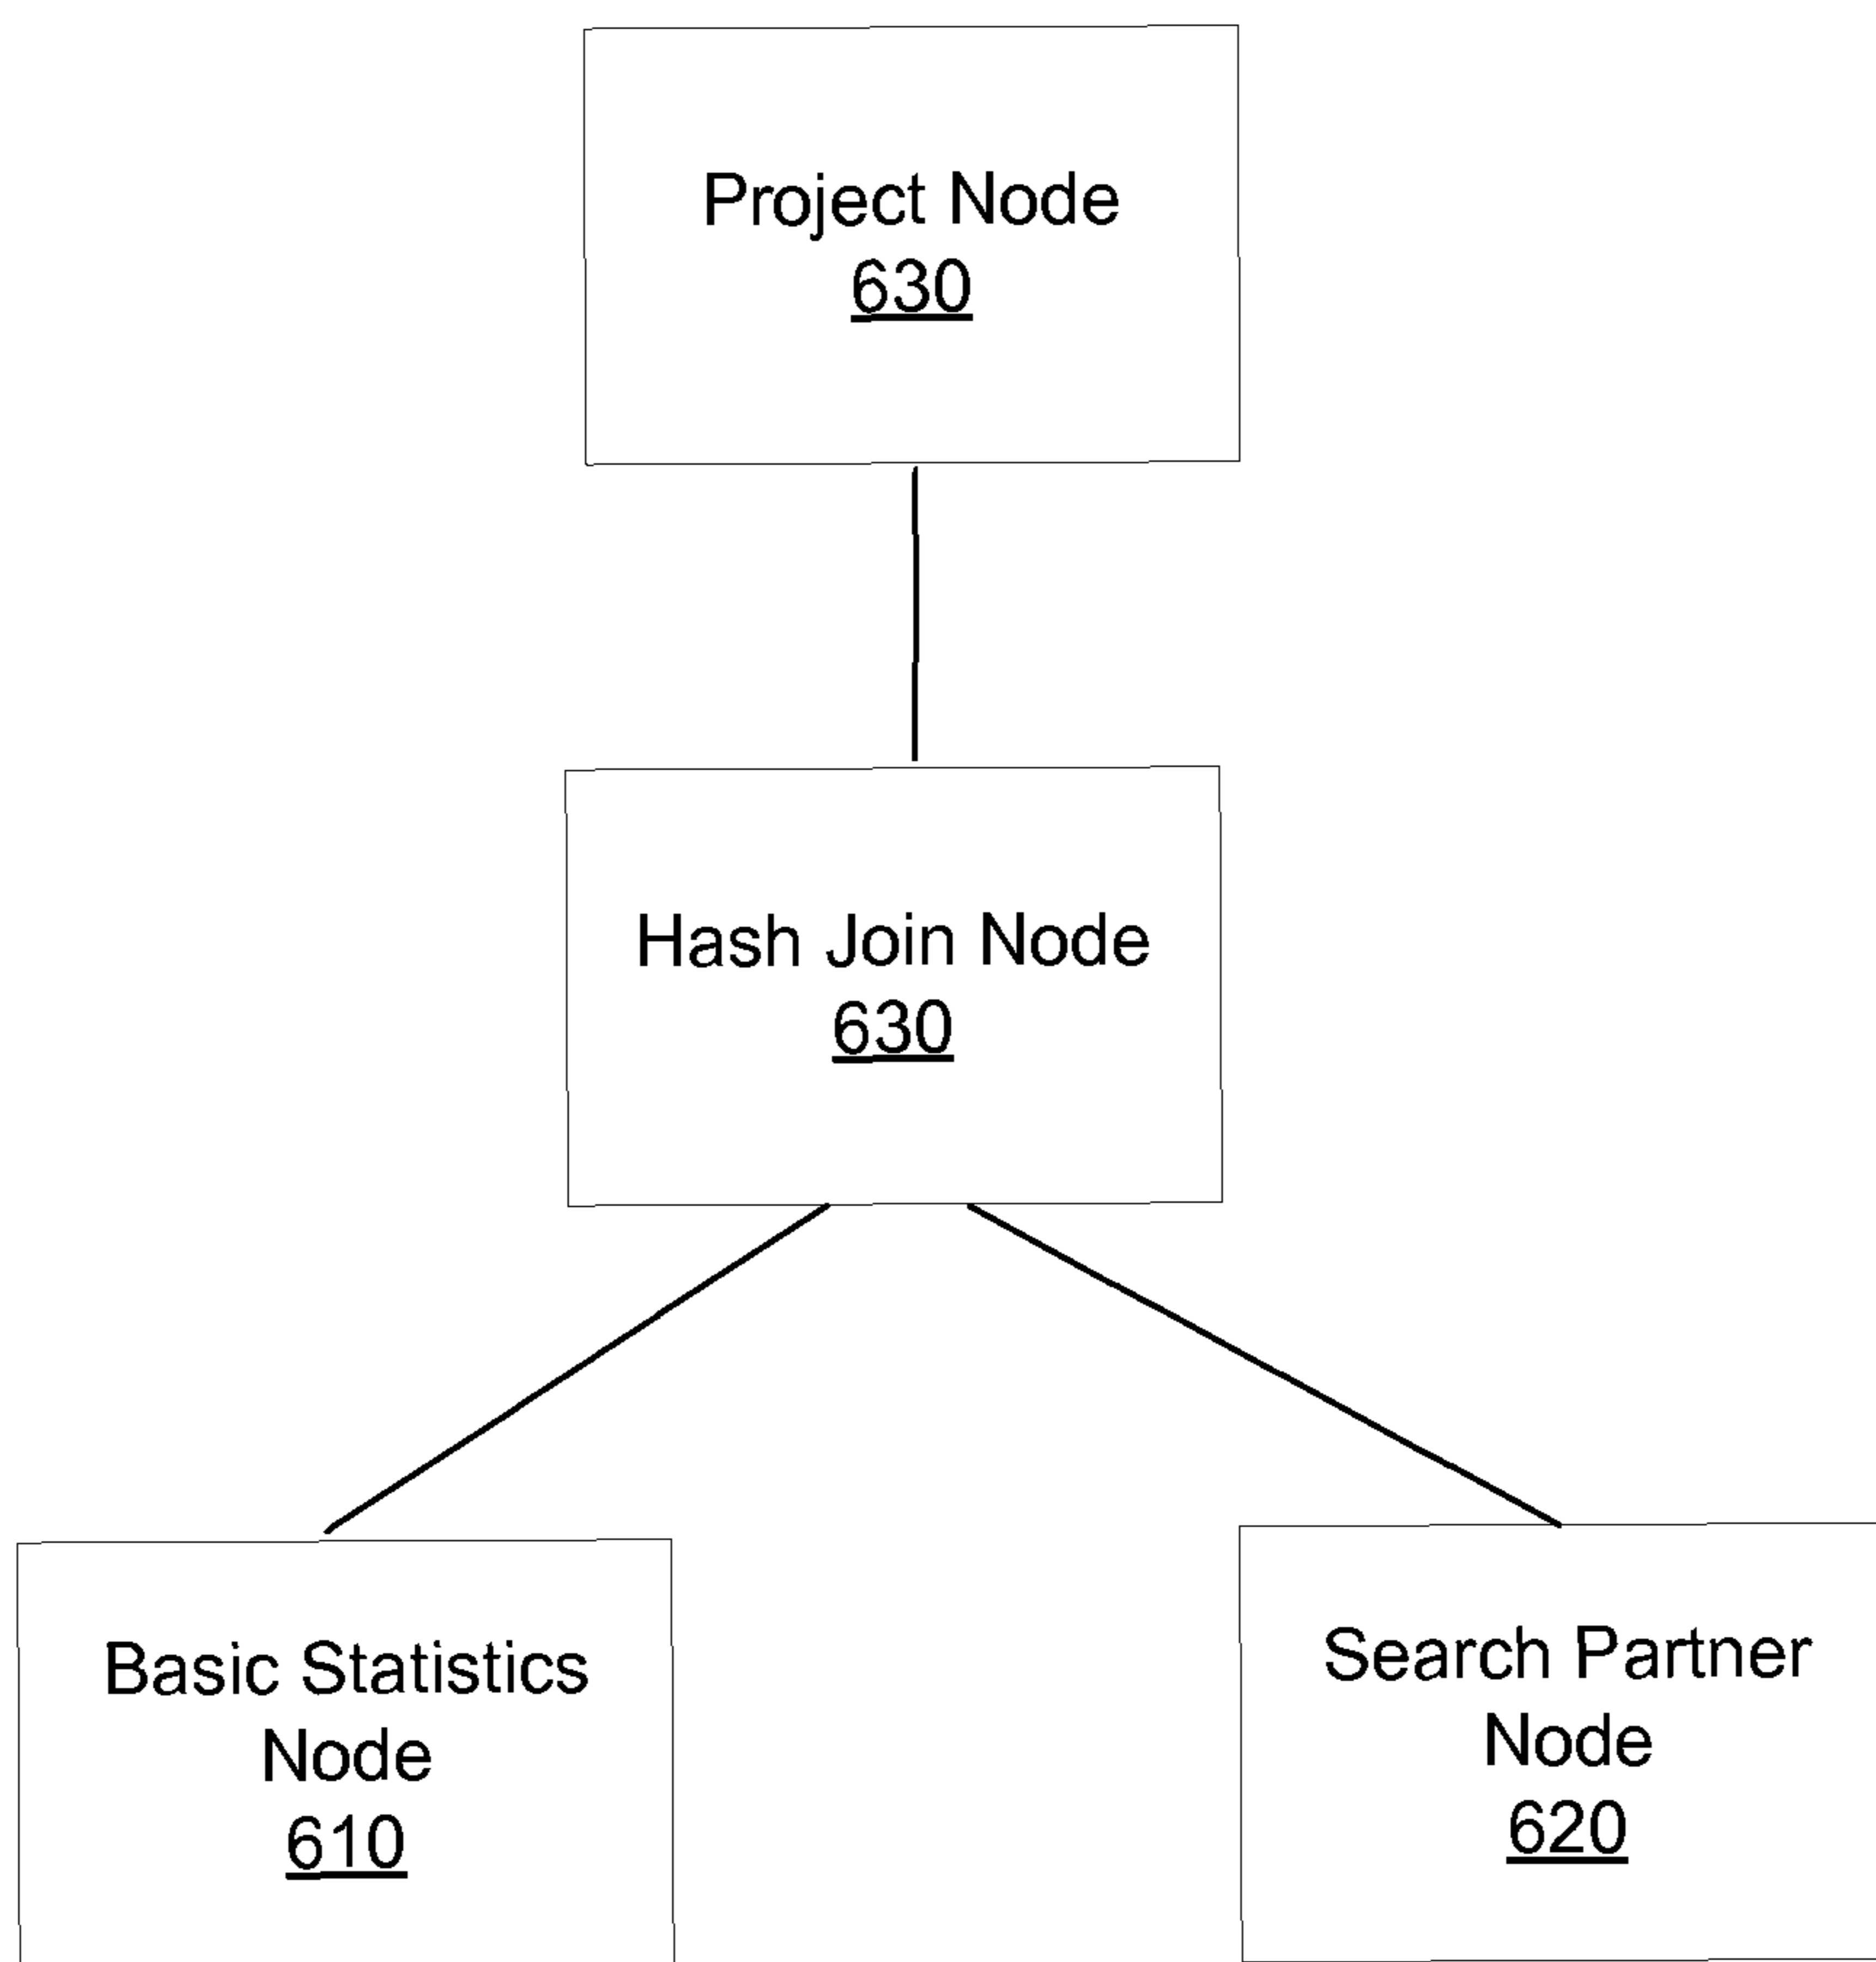 Project Node
630
Hash Join Node
630
Basic Statistics
Node
610
Search Partner
Node
620